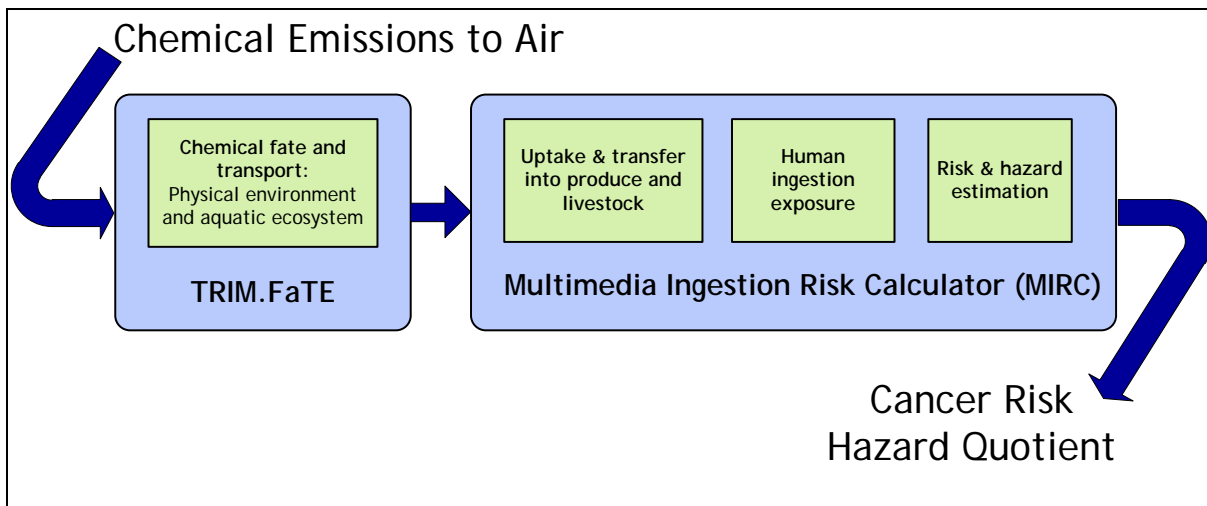 Chemical Emissions to Air
Chemical fate and
transport:
Physical environment
and aquatic ecosystem
TRIM.FaTE
Uptake & transfer
into produce and
livestock
Human
ingestion
exposure
Risk & hazard
estimation
Multimedia Ingestion Risk Calculator (MIRC)
Cancer Risk
Hazard Quotient